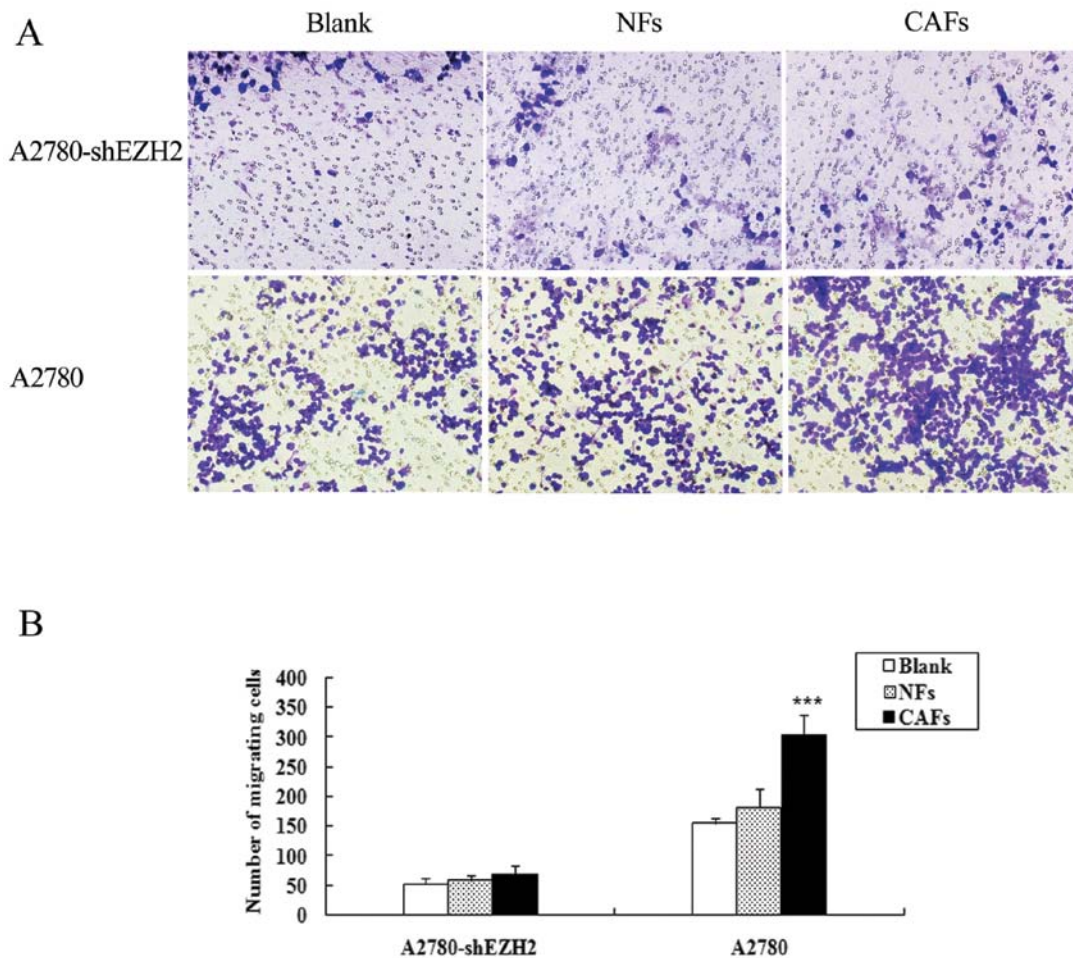 A
Blank NFs CAFs
A2780-shEZH2
A2780
B
Number of migrating cells
400
350
300
250
200
150
100
50
0
***
Blank
NFs
CAFs
A2780-shEZH2 A2780